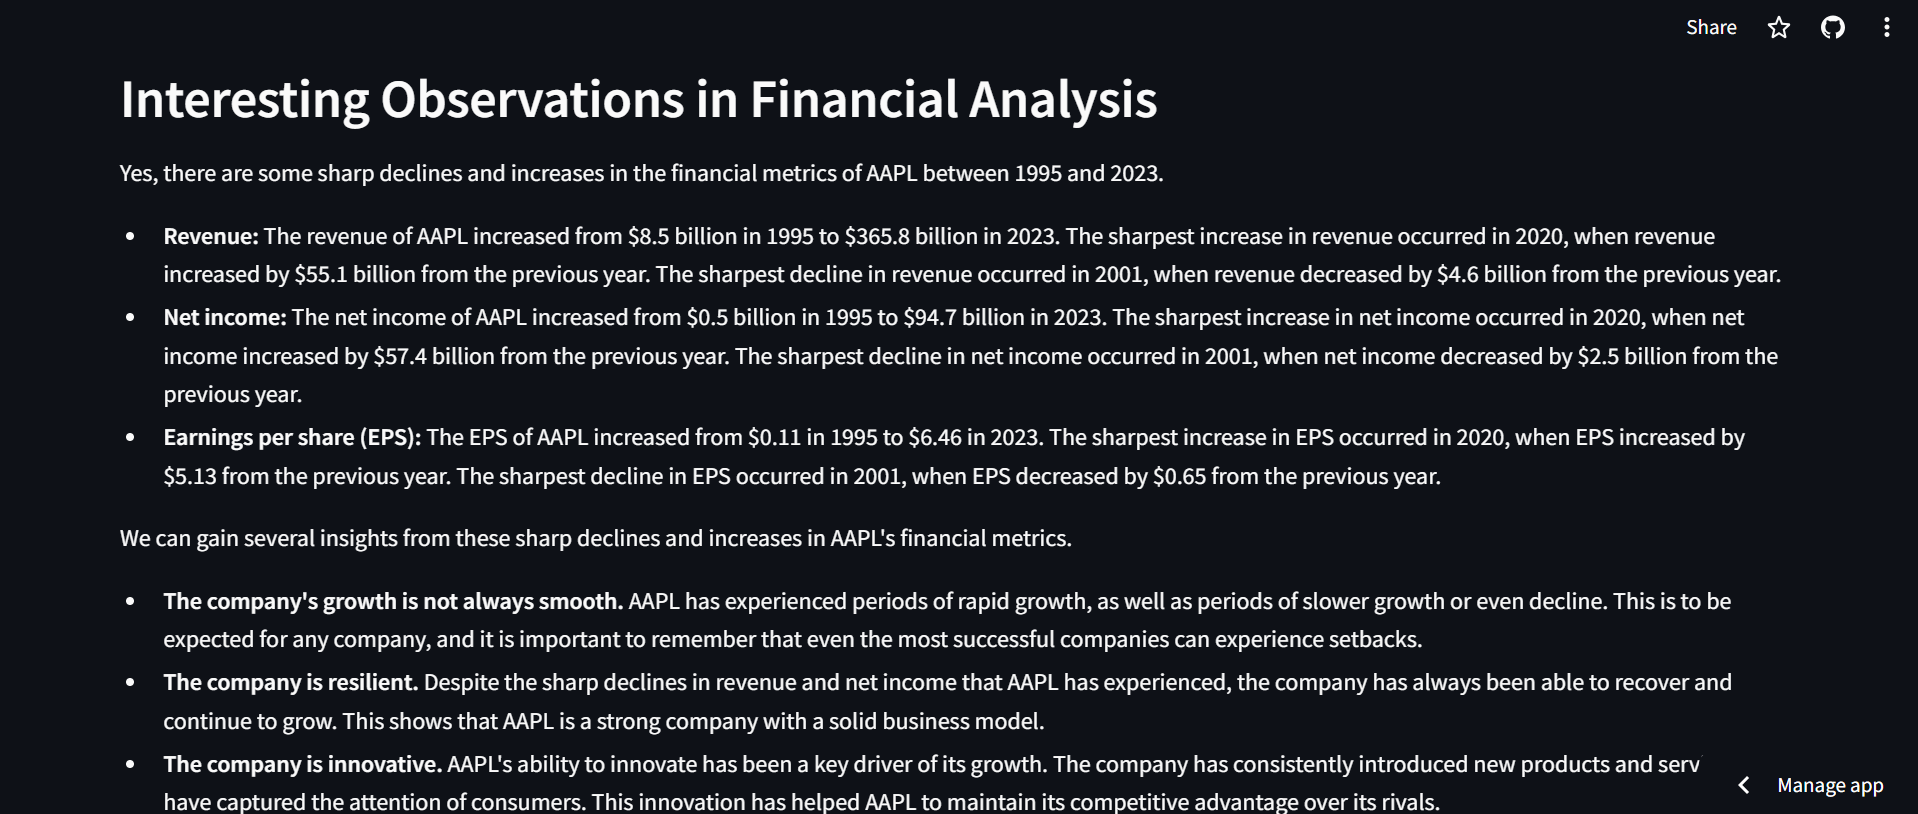 Share
Interesting Observations in Financial Analysis
Yes, there are some sharp declines and increases in the financial metrics of AAPL between 1995 and 2023.
• Revenue: The revenue of AAPL increased from $8.5 billion in 1995 to $365.8 billion in 2023. The sharpest increase in revenue occurred in 2020, when revenue
increased by $55.1 billion from the previous year. The sharpest decline in revenue occurred in 2001, when revenue decreased by $4.6 billion from the previous year.
• Net income: The net income of AAPL increased from $0.5 billion in 1995 to $94.7 billion in 2023. The sharpest increase in net income occurred in 2020, when net
income increased by $57.4 billion from the previous year. The sharpest decline in net income occurred in 2001, when net income decreased by $2.5 billion from the
previous year.
• Earnings per share (EPS): The EPS of AAPL increased from $0.11 in 1995 to $6.46 in 2023. The sharpest increase in EPS occurred in 2020, when EPS increased by
$5.13 from the previous year. The sharpest decline in EPS occurred in 2001, when EPS decreased by $0.65 from the previous year.
We can gain several insights from these sharp declines and increases in AAPL's financial metrics.
• The company's growth is not always smooth. AAPL has experienced periods of rapid growth, as well as periods of slower growth or even decline. This is to be
expected for any company, and it is important to remember that even the most successful companies can experience setbacks.
• The company is resilient. Despite the sharp declines in revenue and net income that AAPL has experienced, the company has always been able to recover and
continue to grow. This shows that AAPL is a strong company with a solid business model.
• The company is innovative. AAPL's ability to innovate has been a key driver of its growth. The company has consistently introduced new products and serv
have captured the attention of consumers. This innovation has helped AAPL to maintain its competitive advantage over its rivals.
Manage app